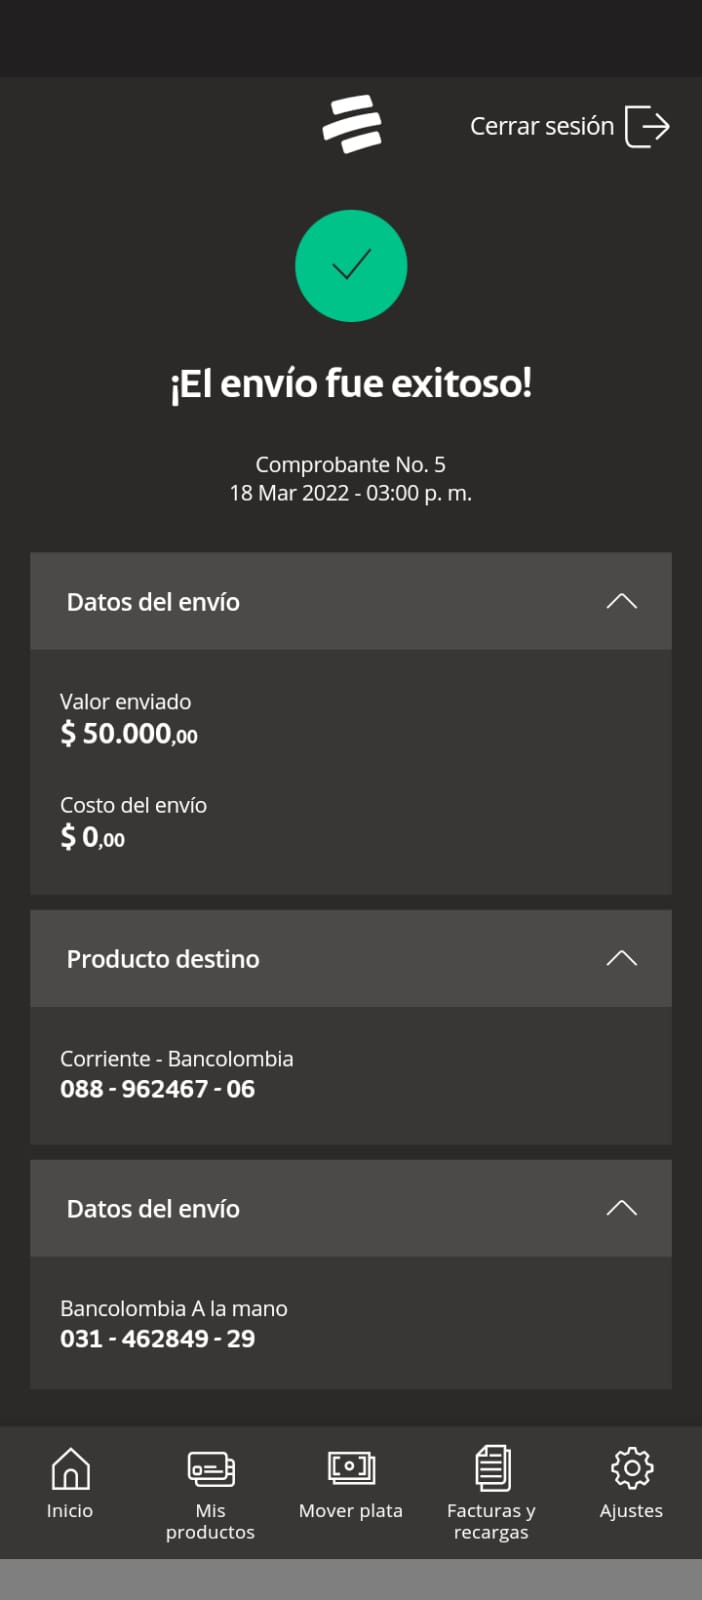 Cerrar sesión
¡El envío fue exitoso!
Comprobante No. 5
18 Mar 2022 - 03:00 p. m.
Datos del envío
Valor enviado
$ 50.000,00
Costo del envío
$ 0,00
Producto destino
Corriente - Bancolombia
088 - 962467 - 06
Datos del envío
Bancolombia A la mano
031 - 462849 - 29
Inicio
Mis
productos
Mover plata
Facturas y
recargas
Ajustes